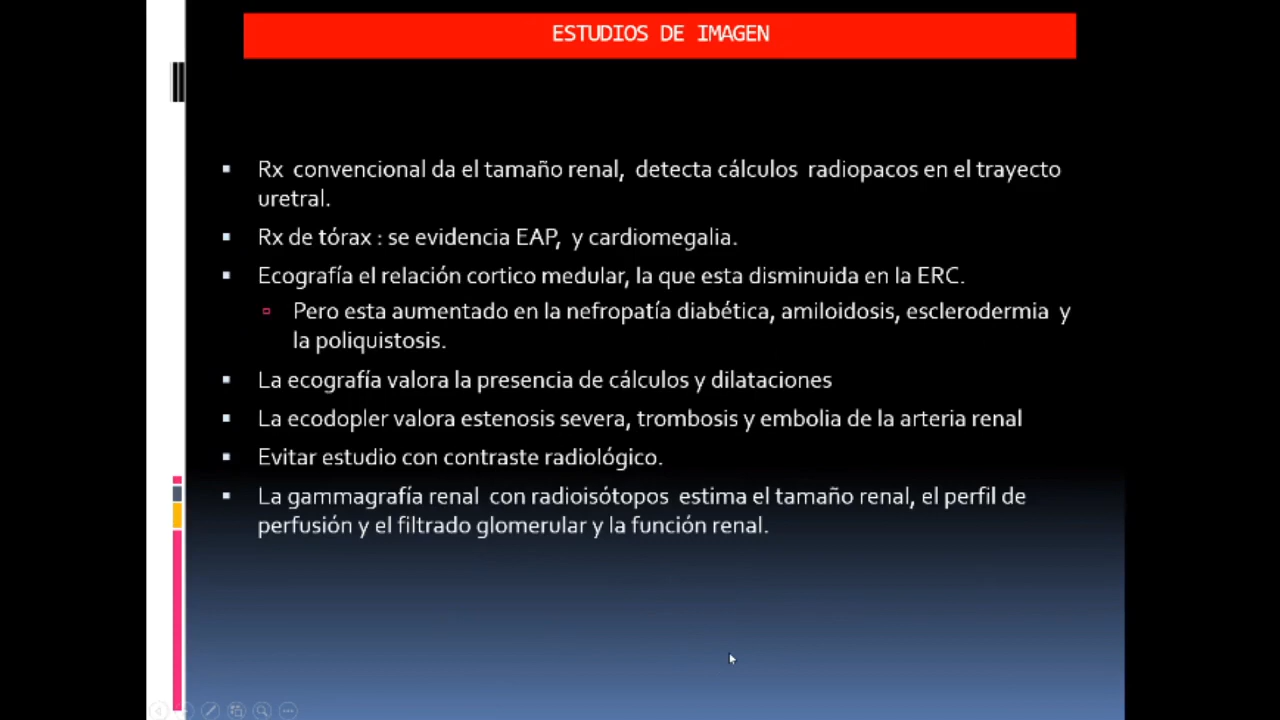 ESTUDIOS DE IMAGEN
Rx convencional da el tamaño renal, detecta cálculos radiopacos en el trayecto
uretral.
Rx de tórax : se evidencia EAP, y cardiomegalia.
Ecografía el relación cortico medular, la que esta disminuida en la ERC.
Pero esta aumentado en la nefropatía diabética, amiloidosis, esclerodermia y
la poliquistosis.
La ecografía valora la presencia de cálculos y dilataciones
La ecodopler valora estenosis severa, trombosis y embolia de la arteria renal
Evitar estudio con contraste radiológico.
La gammagrafía renal con radioisótopos estima el tamaño renal, el perfil de
perfusión y el filtrado glomerular y la función renal.